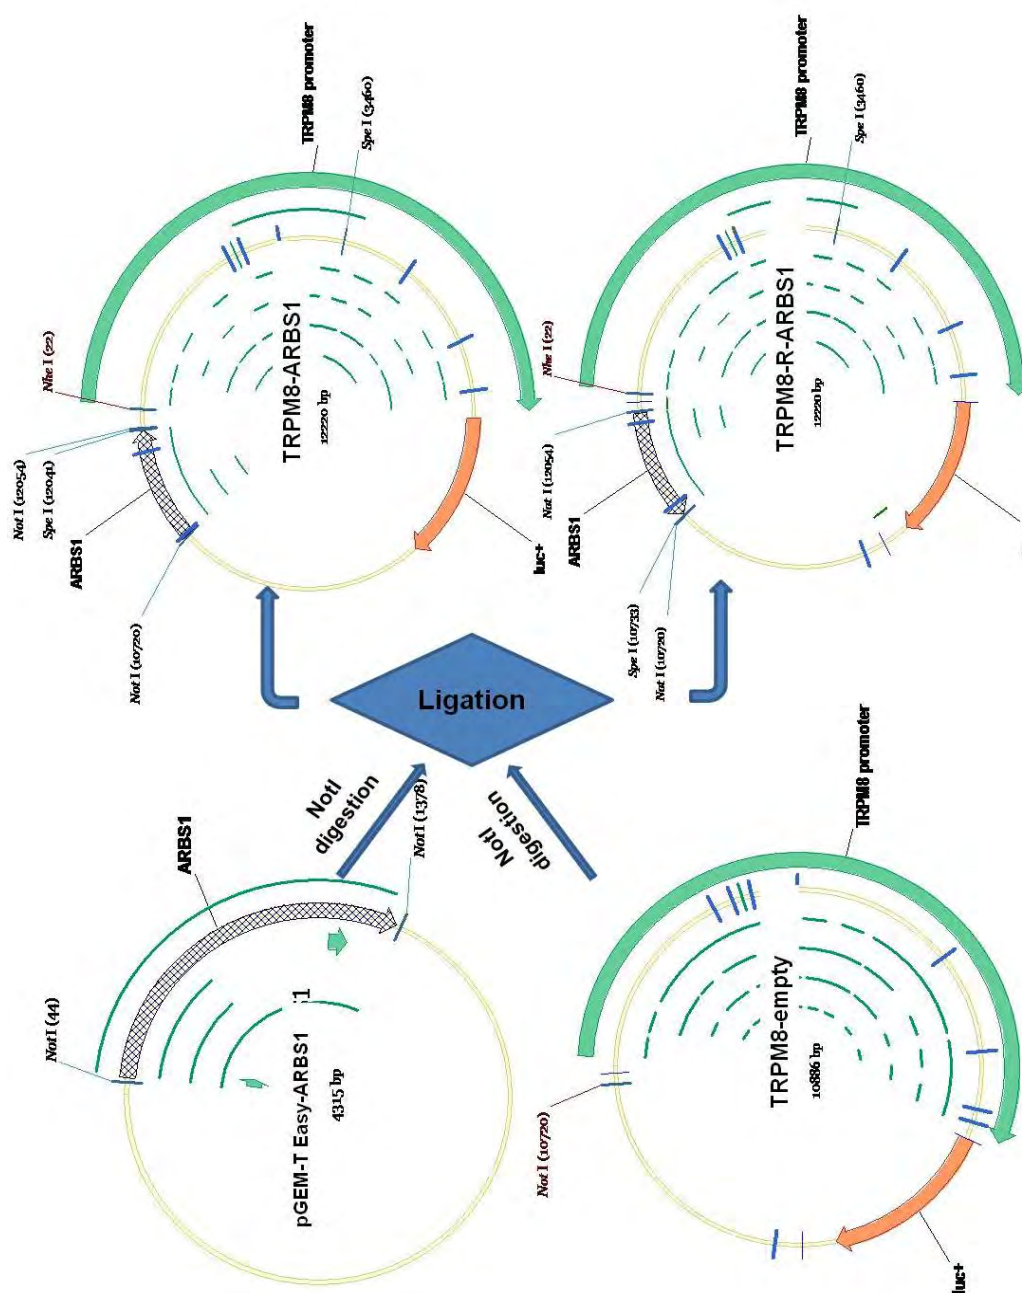 TRPM8 promoter
Spe I (3460)
Nhe I (22)
TRPM8-ARBS1
12220 bp
Not I (12054)
Spe I (12041)
ARBS1
Not I (10720)
luc+
TRPM8 promoter
Spe I (3460)
Nhe I (22)
TRPM8-R-ARBS1
12220 bp
Not I (12054)
ARBS1
Spe I (10733)
Not I (10720)
Ligation
NotI
digestion
NotI
digestion
ARBS1
NotI (1378)
NotI (44)
:1
pGEM-T Easy-ARBS1
4315 bp
TRPM8 promoter
TRPM8-empty
10886 bp
Not I (10720)
luc+